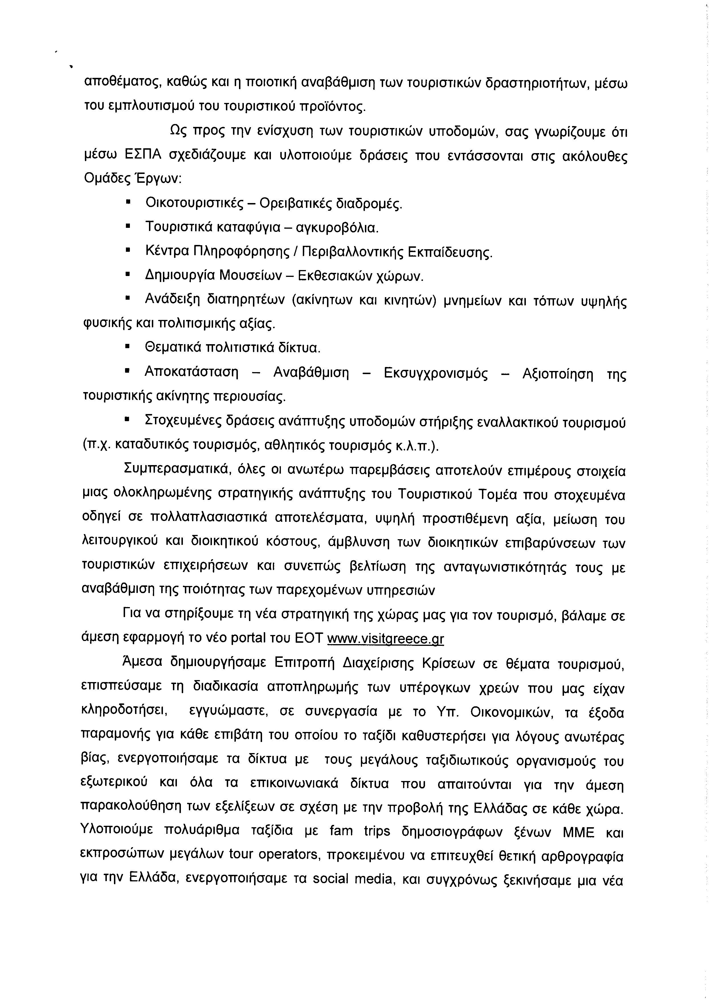 αποθέματος, καθώς και η ποιοτική αναβάθμιση των τουριστικών δραστηριοτήτων, μέσω
του εμπλουτισμού του τουριστικού προϊόντος.
Ως προς την ενίσχυση των τουριστικών υποδομών, σας γνωρίζουμε ότι
μέσω ΕΣΠΑ σχεδιάζουμε και υλοποιούμε δράσεις που εντάσσονται στις ακόλουθες
Ομάδες Έργων:
▪ Οικοτουριστικές – Ορειβατικές διαδρομές.
▪ Τουριστικά καταφύγια – αγκυροβόλια.
▪ Κέντρα Πληροφόρησης / Περιβαλλοντικής Εκπαίδευσης.
▪ Δημιουργία Μουσείων – Εκθεσιακών χώρων.
▪ Ανάδειξη διατηρητέων (ακίνητων και κινητών) μνημείων και τόπων υψηλής
φυσικής και πολιτισμικής αξίας.
▪ Θεματικά πολιτιστικά δίκτυα.
▪ Αποκατάσταση – Αναβάθμιση – Εκσυγχρονισμός – Αξιοποίηση της
τουριστικής ακίνητης περιουσίας.
▪ Στοχευμένες δράσεις ανάπτυξης υποδομών στήριξης εναλλακτικού τουρισμού
(π.χ. καταδυτικός τουρισμός, αθλητικός τουρισμός κ.λ.π.).
Συμπερασματικά, όλες οι ανωτέρω παρεμβάσεις αποτελούν επιμέρους στοιχεία
μιας ολοκληρωμένης στρατηγικής ανάπτυξης του Τουριστικού Τομέα που στοχευμένα
οδηγεί σε πολλαπλασιαστικά αποτελέσματα, υψηλή προστιθέμενη αξία, μείωση του
λειτουργικού και διοικητικού κόστους, άμβλυνση των διοικητικών επιβαρύνσεων των
τουριστικών επιχειρήσεων και συνεπώς βελτίωση της ανταγωνιστικότητάς τους με
αναβάθμιση της ποιότητας των παρεχομένων υπηρεσιών
Για να στηρίξουμε τη νέα στρατηγική της χώρας μας για τον τουρισμό, βάλαμε σε
άμεση εφαρμογή το νέο portal του ΕΟΤ www.visitgreece.gr
Άμεσα δημιουργήσαμε Επιτροπή Διαχείρισης Κρίσεων σε θέματα τουρισμού,
επισπεύσαμε τη διαδικασία αποπληρωμής των υπέρογκων χρεών που μας είχαν
κληροδοτήσει, εγγυώμαστε, σε συνεργασία με το Υπ. Οικονομικών, τα έξοδα
παραμονής για κάθε επιβάτη του οποίου το ταξίδι καθυστερήσει για λόγους ανωτέρας
βίας, ενεργοποιήσαμε τα δίκτυα με τους μεγάλους ταξιδιωτικούς οργανισμούς του
εξωτερικού και όλα τα επικοινωνιακά δίκτυα που απαιτούνται για την άμεση
παρακολούθηση των εξελίξεων σε σχέση με την προβολή της Ελλάδας σε κάθε χώρα.
Υλοποιούμε πολυάριθμα ταξίδια με fam trips δημοσιογράφων ξένων ΜΜΕ και
εκπροσώπων μεγάλων tour operators, προκειμένου να επιτευχθεί θετική αρθρογραφία
για την Ελλάδα, ενεργοποιήσαμε τα social media, και συγχρόνως ξεκινήσαμε μια νέα